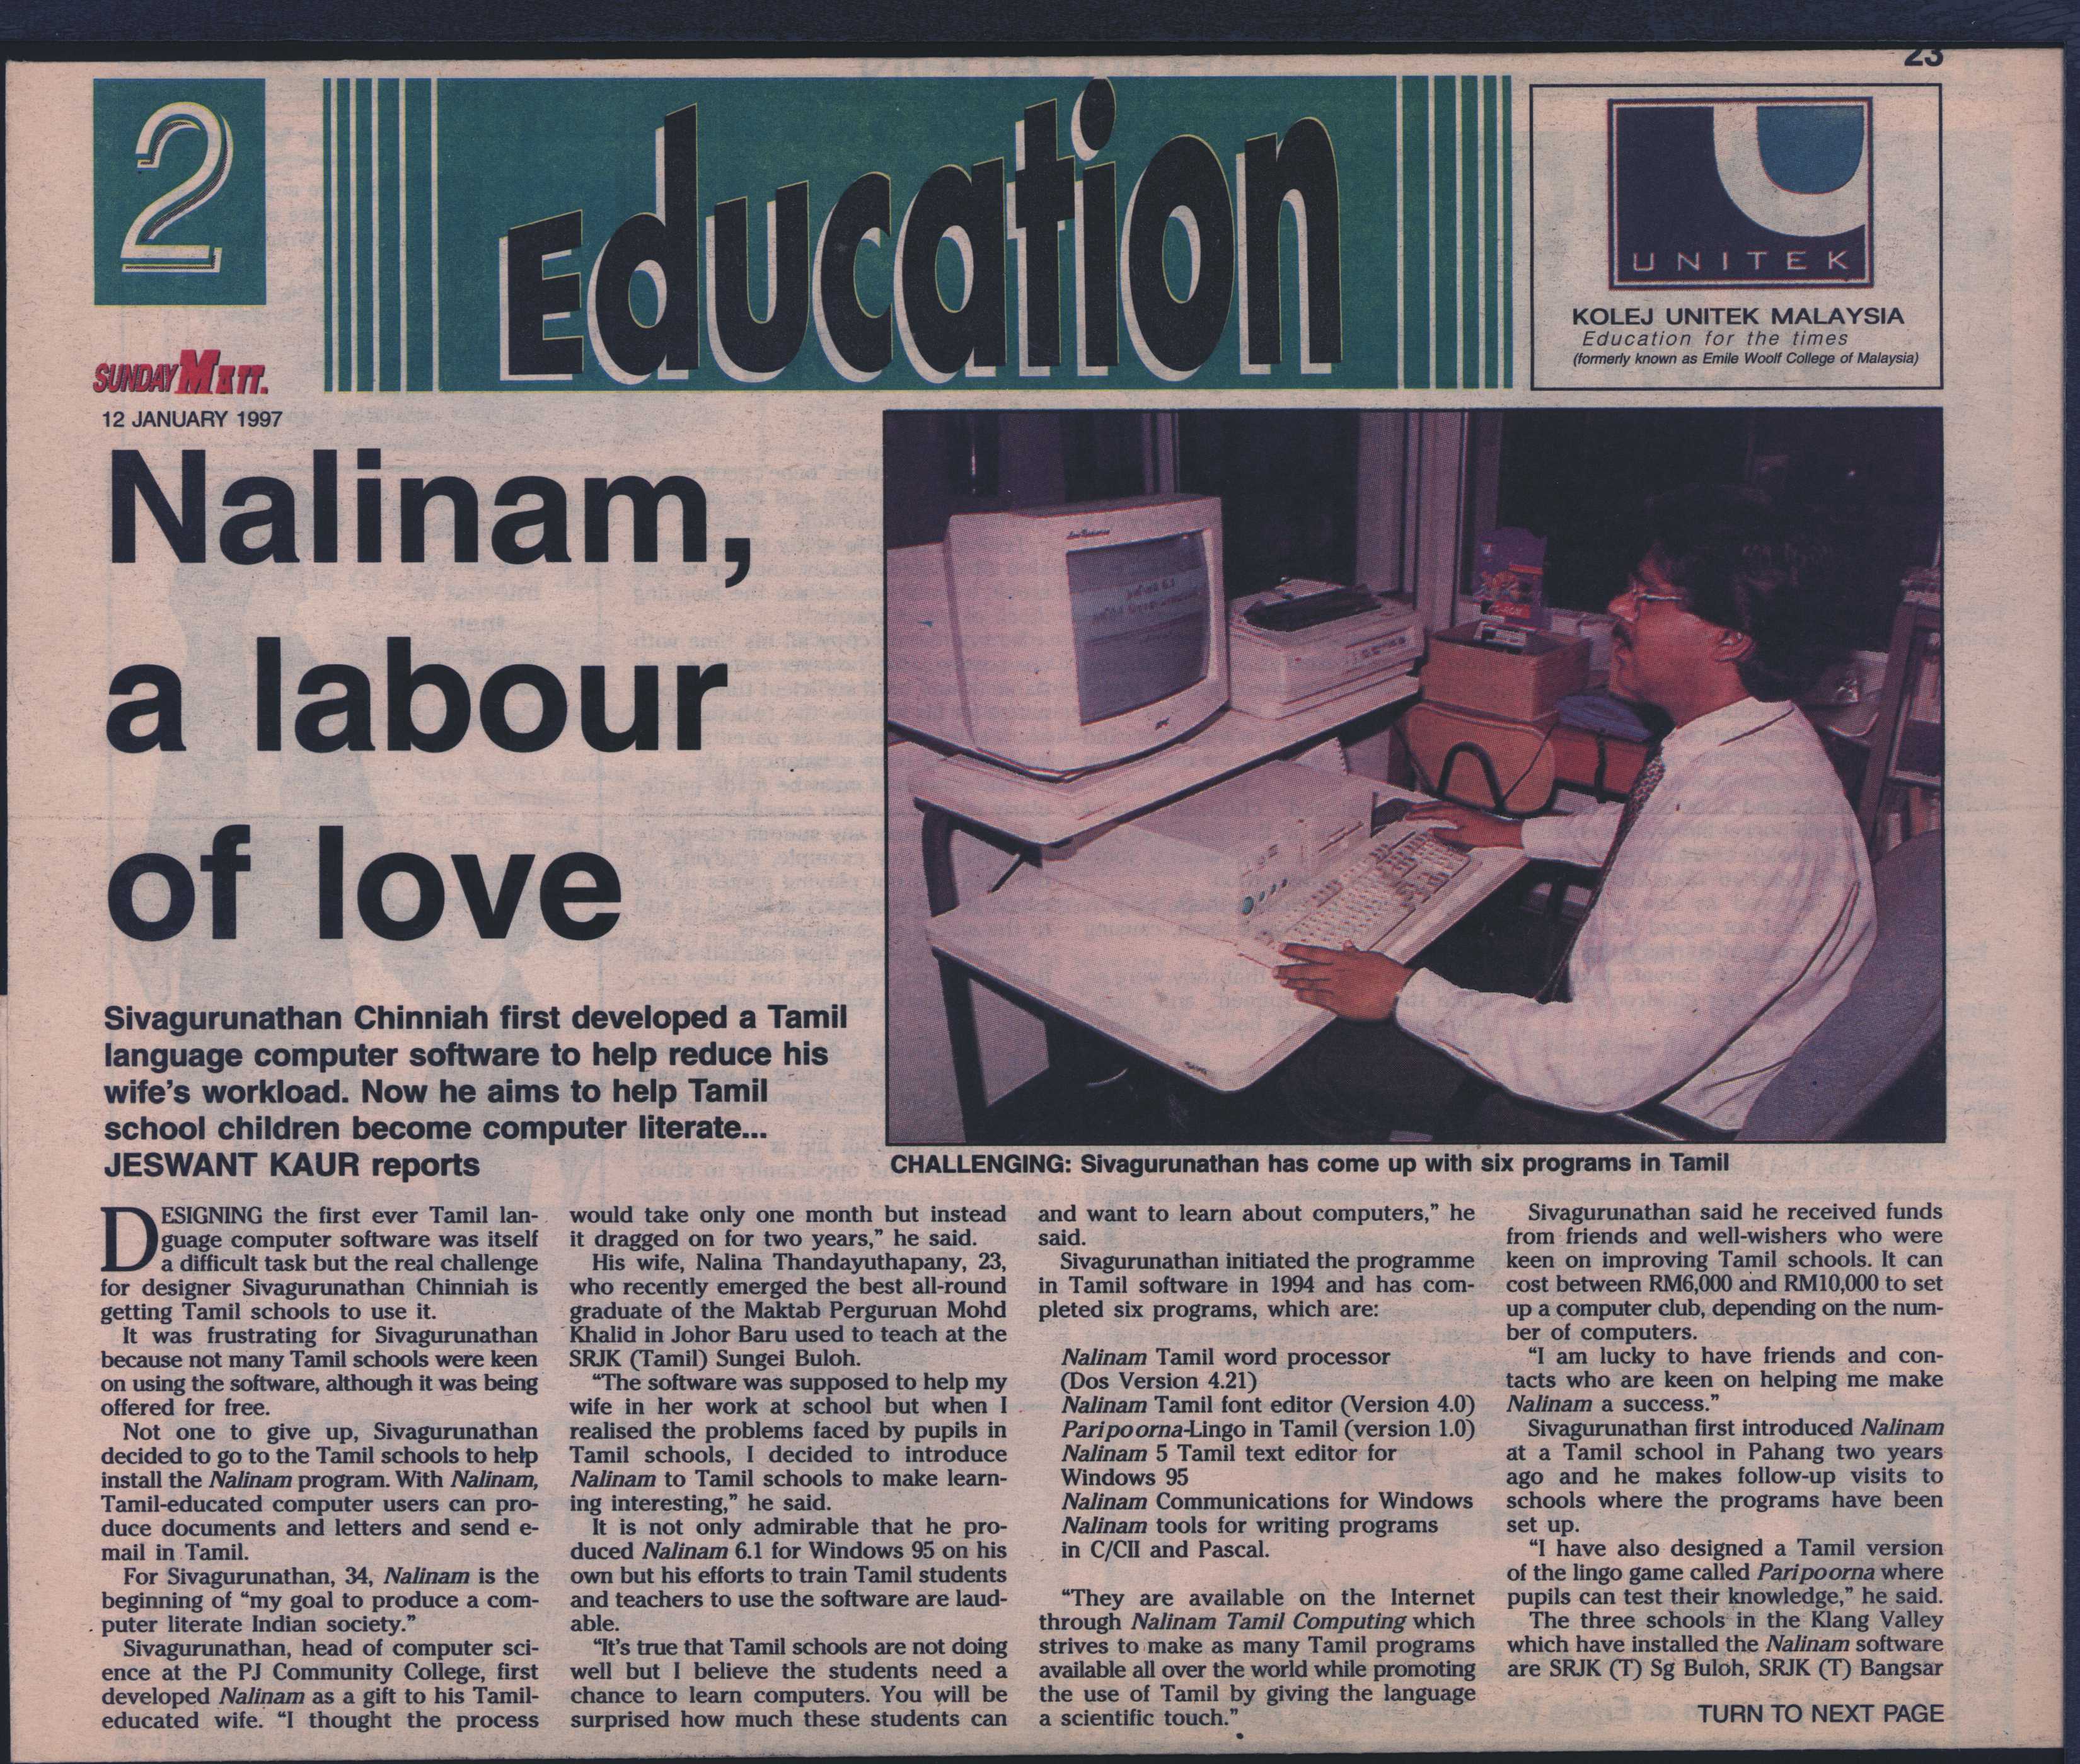 23
2
Education
UNITEK
KOLEJ UNITEK MALAYSIA
Education for the times
(formerly known as Emile Woolf College of Malaysia)
SUNDAY MAIL.
12 JANUARY 1997
Nalinam,
a labour
of love
Sivagurunathan Chinniah first developed a Tamil
language computer software to help reduce his
wife's workload. Now he aims to help Tamil
school children become computer literate...
JESWANT KAUR reports
CHALLENGING: Sivagurunathan has come up with six programs in Tamil
DESIGNING the first ever Tamil lan-
guage computer software was itself
a difficult task but the real challenge
for designer Sivagurunathan Chinniah is
getting Tamil schools to use it.
It was frustrating for Sivagurunathan
because not many Tamil schools were keen
on using the software, although it was being
offered for free.
Not one to give up, Sivagurunathan
decided to go to the Tamil schools to help
install the Nalinam program. With Nalinam,
Tamil-educated computer users can pro-
duce documents and letters and send e-
mail in Tamil.
For Sivagurunathan, 34, Nalinam is the
beginning of “my goal to produce a com-
puter literate Indian society.”
Sivagurunathan, head of computer sci-
ence at the PJ Community College, first
developed Nalinam as a gift to his Tamil-
educated wife. “I thought the process
would take only one month but instead
it dragged on for two years,” he said.
His wife, Nalina Thandayuthapany, 23,
who recently emerged the best all-round
graduate of the Maktab Perguruan Mohd
Khalid in Johor Baru used to teach at the
SRJK (Tamil) Sungei Buloh.
“The software was supposed to help my
wife in her work at school but when I
realised the problems faced by pupils in
Tamil schools, I decided to introduce
Nalinam to Tamil schools to make learn-
ing interesting,” he said.
It is not only admirable that he pro-
duced Nalinam 6.1 for Windows 95 on his
own but his efforts to train Tamil students
and teachers to use the software are laud-
able.
“It's true that Tamil schools are not doing
well but I believe the students need a
chance to learn computers. You will be
surprised how much these students can
and want to learn about computers,” he
said.
Sivagurunathan initiated the programme
in Tamil software in 1994 and has com-
pleted six programs, which are:
Nalinam Tamil word processor
(Dos Version 4.21)
Nalinam Tamil font editor (Version 4.0)
Paripoorna-Lingo in Tamil (version 1.0)
Nalinam 5 Tamil text editor for
Windows 95
Nalinam Communications for Windows
Nalinam tools for writing programs
in C/CII and Pascal.
“They are available on the Internet
through Nalinam Tamil Computing which
strives to make as many Tamil programs
available all over the world while promoting
the use of Tamil by giving the language
a scientific touch.”
Sivagurunathan said he received funds
from friends and well-wishers who were
keen on improving Tamil schools. It can
cost between RM6,000 and RM10,000 to set
up a computer club, depending on the num-
ber of computers.
“I am lucky to have friends and con-
tacts who are keen on helping me make
Nalinam a success.”
Sivagurunathan first introduced Nalinam
at a Tamil school in Pahang two years
ago and he makes follow-up visits to
schools where the programs have been
set up.
“I have also designed a Tamil version
of the lingo game called Paripoorna where
pupils can test their knowledge,” he said.
The three schools in the Klang Valley
which have installed the Nalinam software
are SRJK (T) Sg Buloh, SRJK (T) Bangsar
TURN TO NEXT PAGE